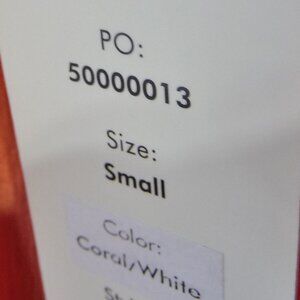 PO:
50000013
Size:
Small
Color:
Coral/White